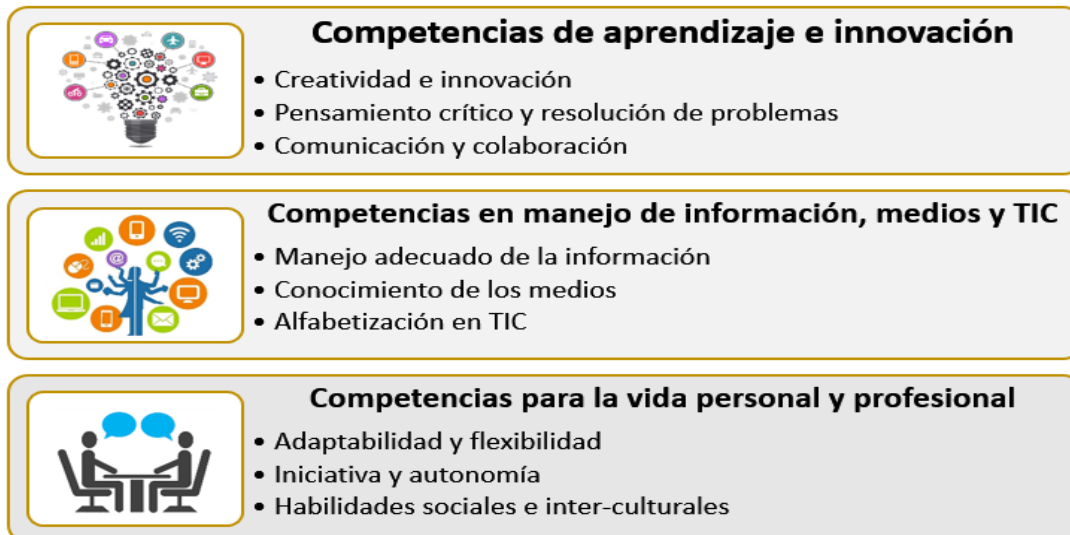 Competencias de aprendizaje e innovación
• Creatividad e innovación
• Pensamiento crítico y resolución de problemas
• Comunicación y colaboración
Competencias en manejo de información, medios y TIC
• Manejo adecuado de la información
• Conocimiento de los medios
• Alfabetización en TIC
Competencias para la vida personal y profesional
• Adaptabilidad y flexibilidad
• Iniciativa y autonomía
• Habilidades sociales e inter-culturales